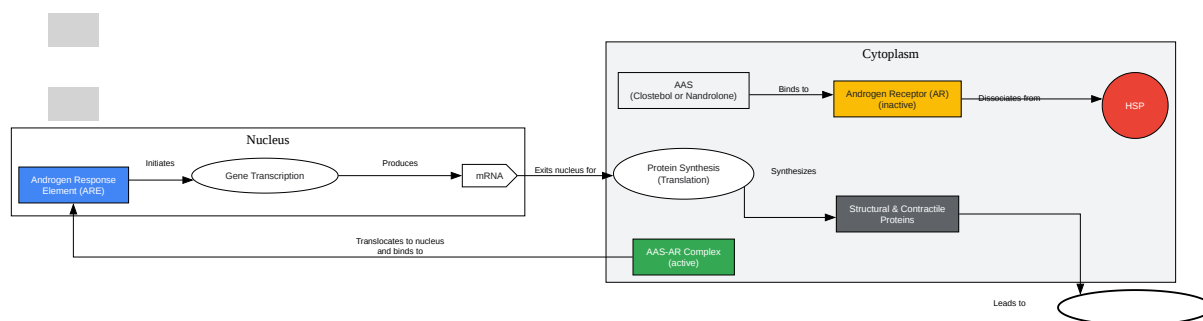 Cytoplasm
AAS
(Clostebol or Nandrolone)
Binds to
Androgen Receptor (AR)
(inactive)
Dissociates from
HSP
Nucleus
Androgen Response
Element (ARE)
Initiates
Gene Transcription
Produces
mRNA
Exits nucleus for
Protein Synthesis
(Translation)
Synthesizes
Structural & Contractile
Proteins
Translocates to nucleus
and binds to
AAS-AR Complex
(active)
Leads to